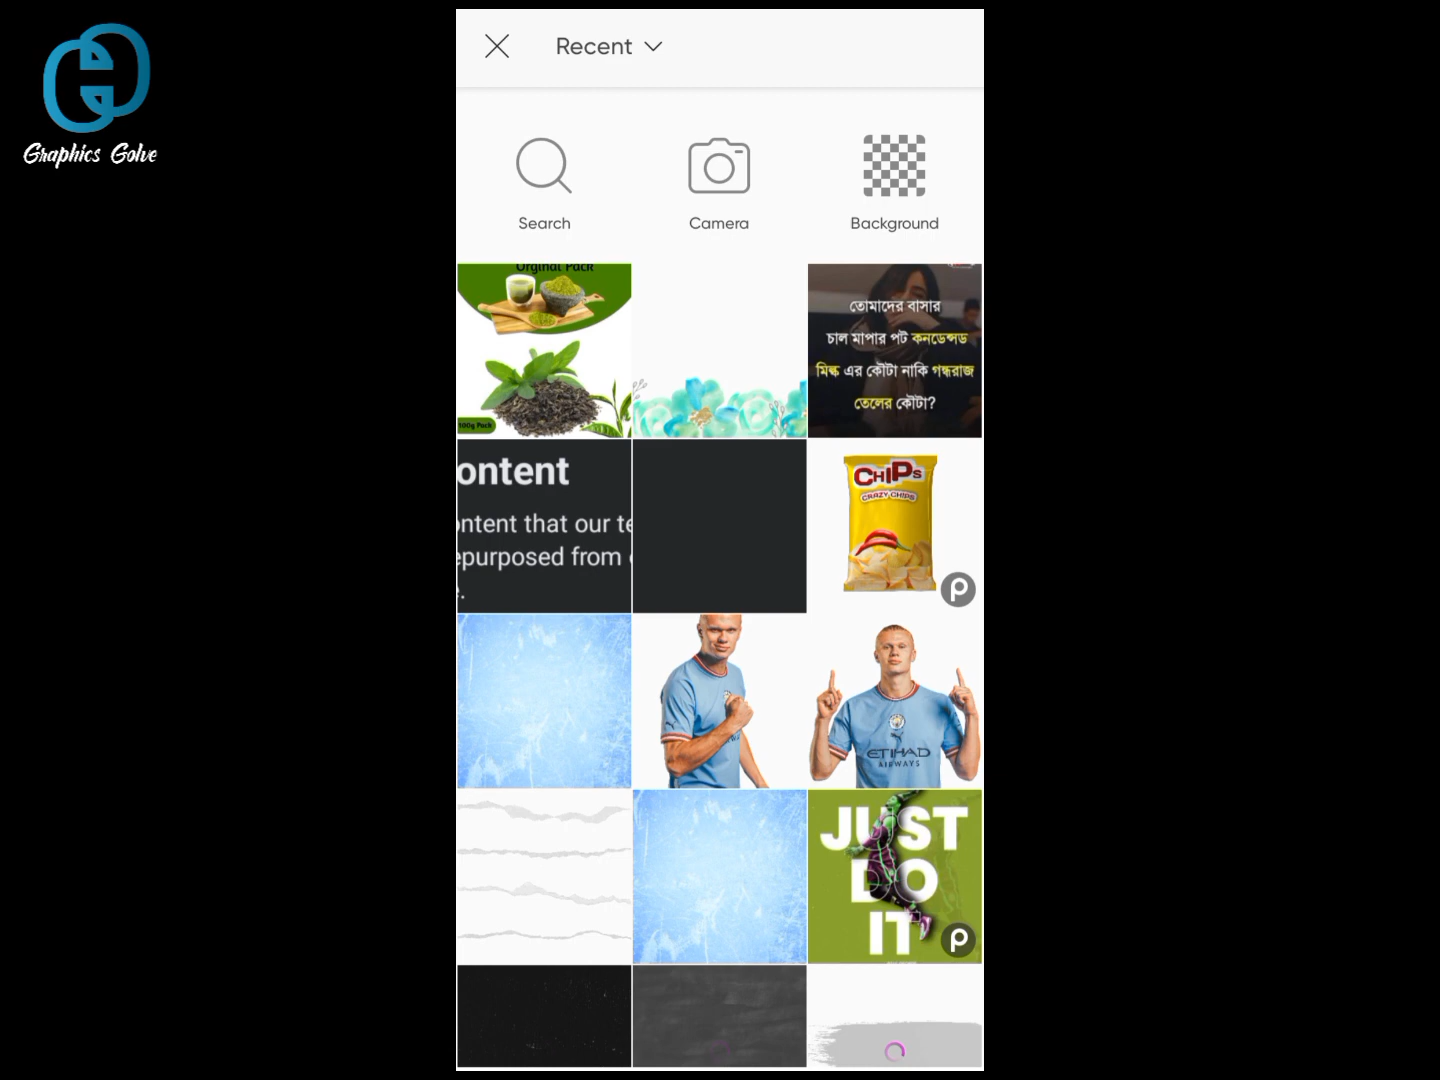 Graphics Golve
Recent
Search
Camera
Background
Orginal Pack
100g Pack
তোমাদের বাসার
চাল মাপার পট কনডেন্সড
মিল্ক এর কৌটা নাকি গন্ধরাজ
তেলের কৌটা?
ontent
ntent that our te
epurposed from
e.
CHIPS
CRAZY CHIPS
ETIHAD
AIRWAYS
JUST
DO
IT